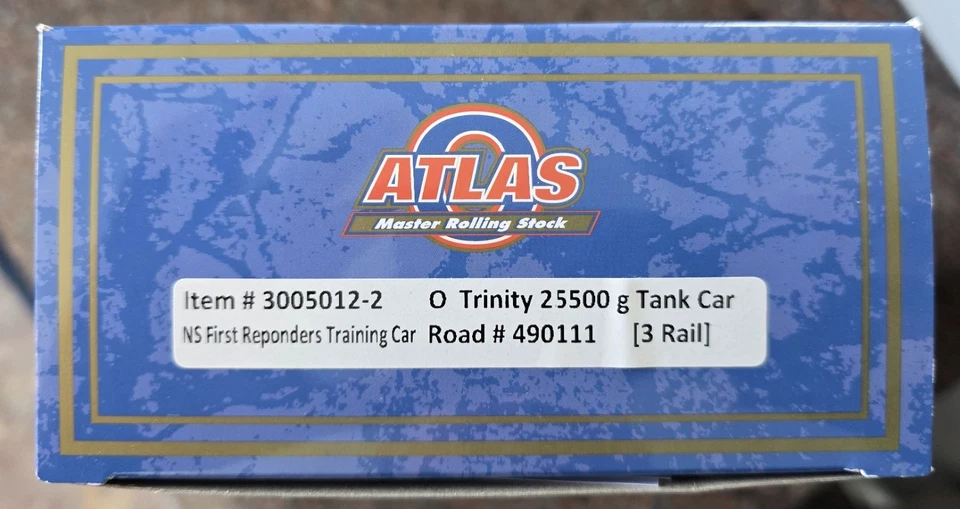 ATLAS
O
Master Rolling Stock
Item # 3005012-2 O Trinity 25500 g Tank Car
NS First Reponders Training Car Road # 490111 [3 Rail]